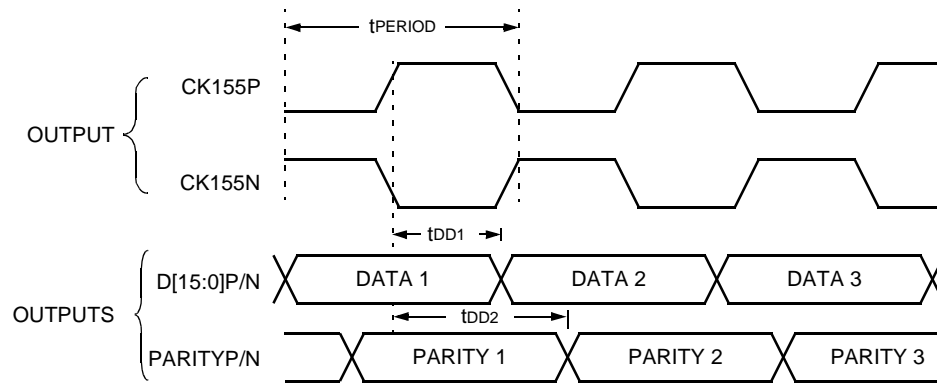 tPERIOD
CK155P
OUTPUT
CK155N
tDD1
D[15:0]P/N DATA 1 DATA 2 DATA 3
OUTPUTS
tDD2
PARITYP/N PARITY 1 PARITY 2 PARITY 3